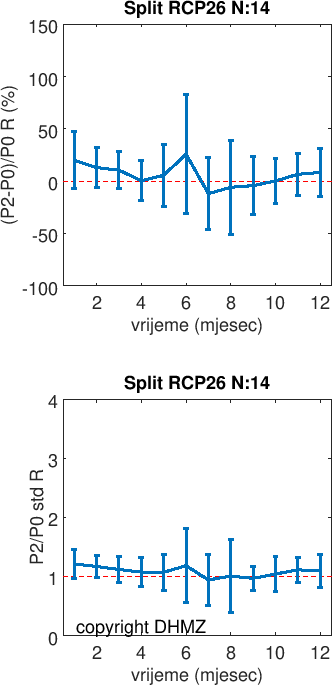 Split RCP26 N:14
(P2-P0)/P0 R (%)
150
100
50
0
-50
-100
2 4 6 8 10 12
vrijeme (mjesec)
Split RCP26 N:14
P2/P0 std R
4
3
2
1
0
copyright DHMZ
2 4 6 8 10 12
vrijeme (mjesec)